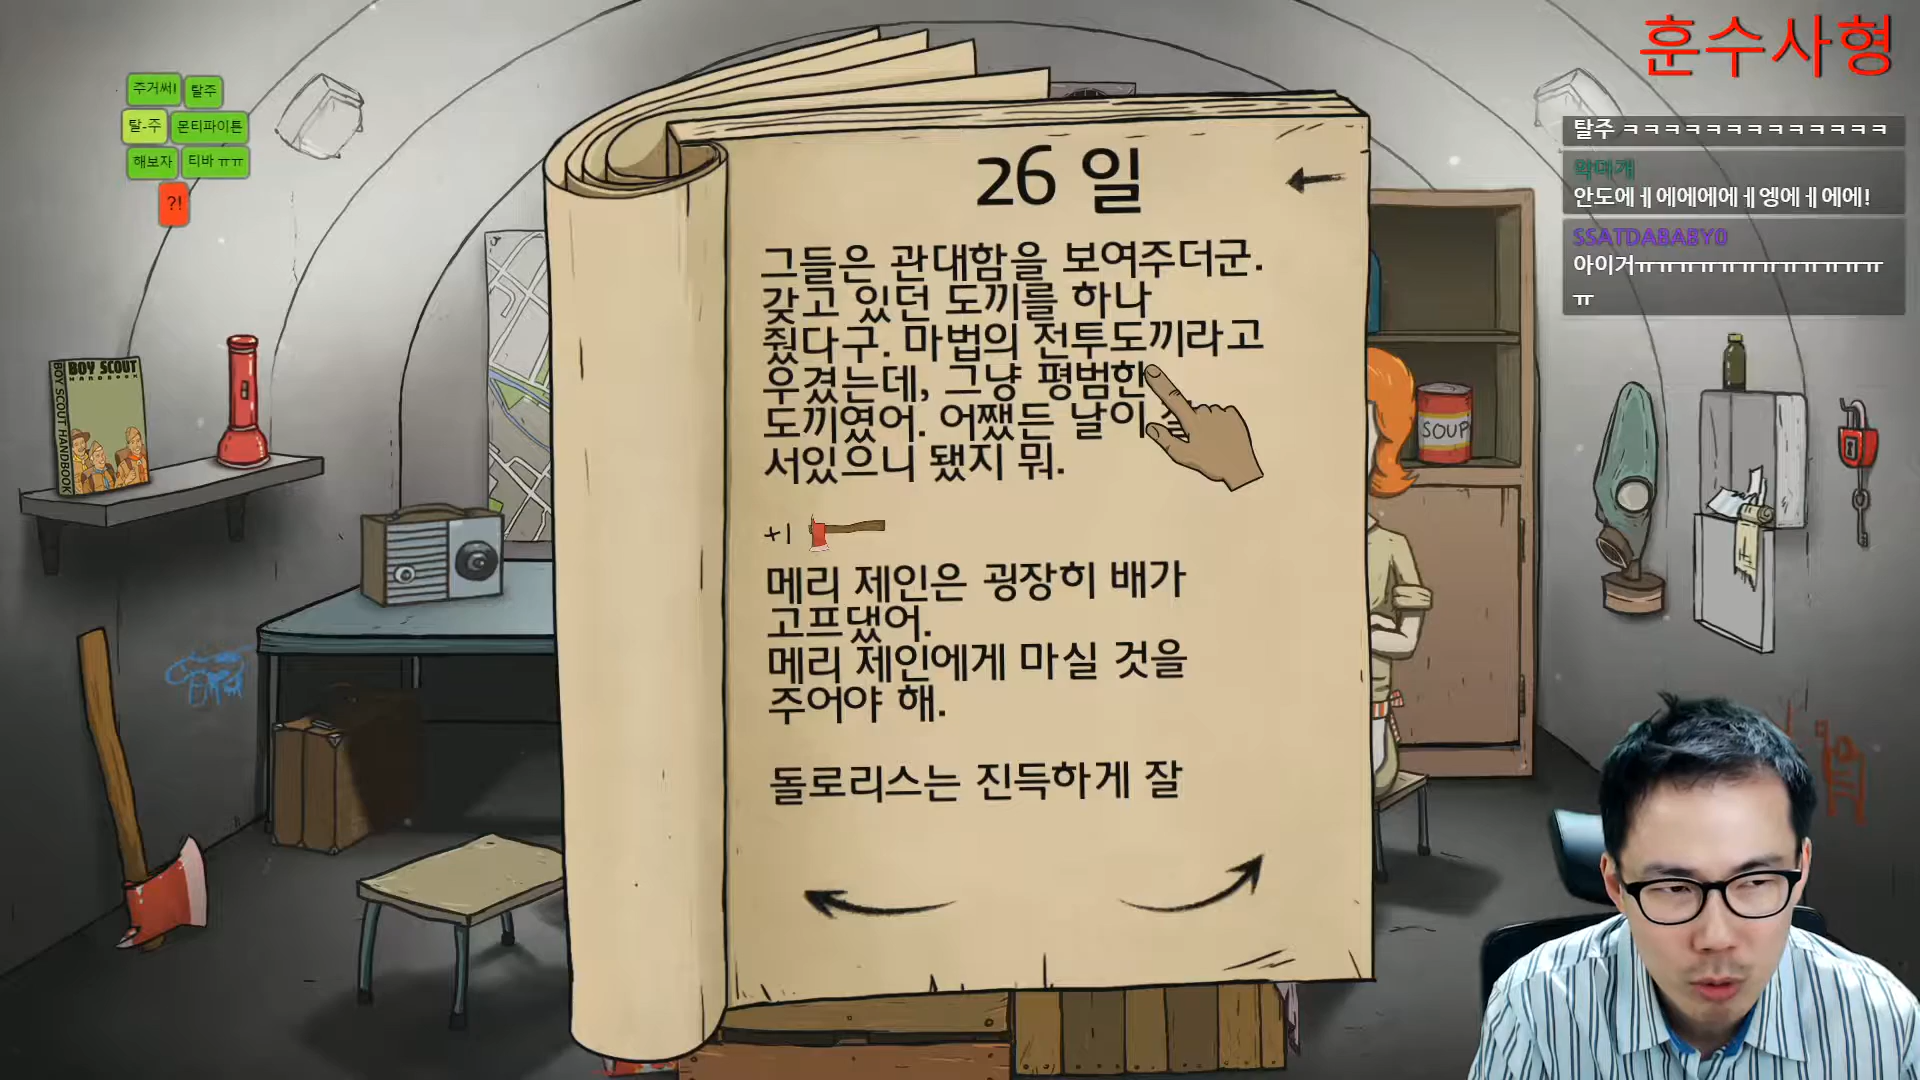 훈수사형
주거써!
탈주
탈-주
몬티파이튼
해보자
티바 ㅠㅠ
?!
탈주 ㅋㅋㅋㅋㅋㅋㅋㅋㅋㅋㅋㅋㅋ
안도에ㅔ에에에에ㅔ엥에ㅔ에에!
SSATDABABY0
아이거ㅠㅠㅠㅠㅠㅠㅠㅠㅠㅠㅠㅠ
ㅠ
26 일
그들은 관대함을 보여주더군.
갖고 있던 도끼를 하나
줬다구. 마법의 전투도끼라고
우겼는데, 그냥 평범한
도끼였어. 어쨌든 날이
서있으니 됐지 뭐.
+1
메리 제인은 굉장히 배가
고프댔어.
메리 제인에게 마실 것을
주어야 해.
돌로리스는 진득하게 잘
BOY SCOUT
HANDBOOK
BOY SCOUT HANDBOOK
SOUP